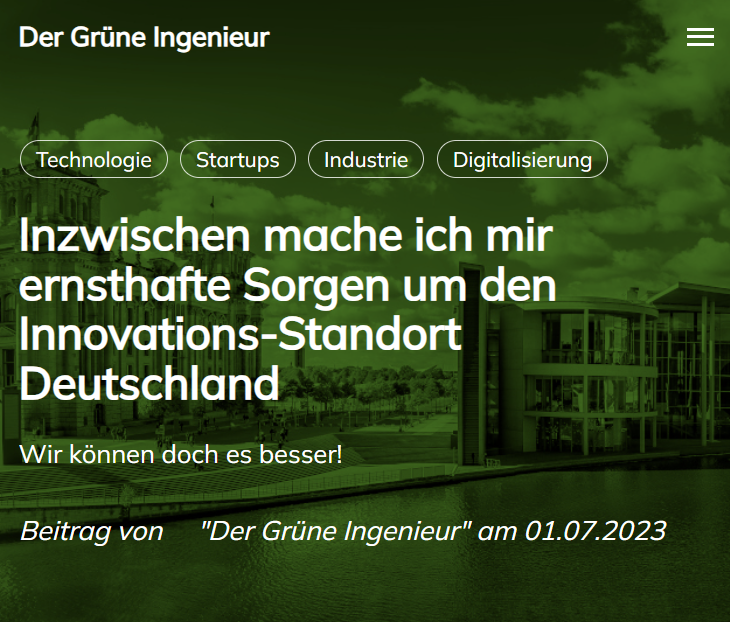 Der Grüne Ingenieur
Technologie
Startups
Industrie
Digitalisierung
Inzwischen mache ich mir
ernsthafte Sorgen um den
Innovations-Standort
Deutschland
Wir können doch es besser!
Beitrag von "Der Grüne Ingenieur" am 01.07.2023